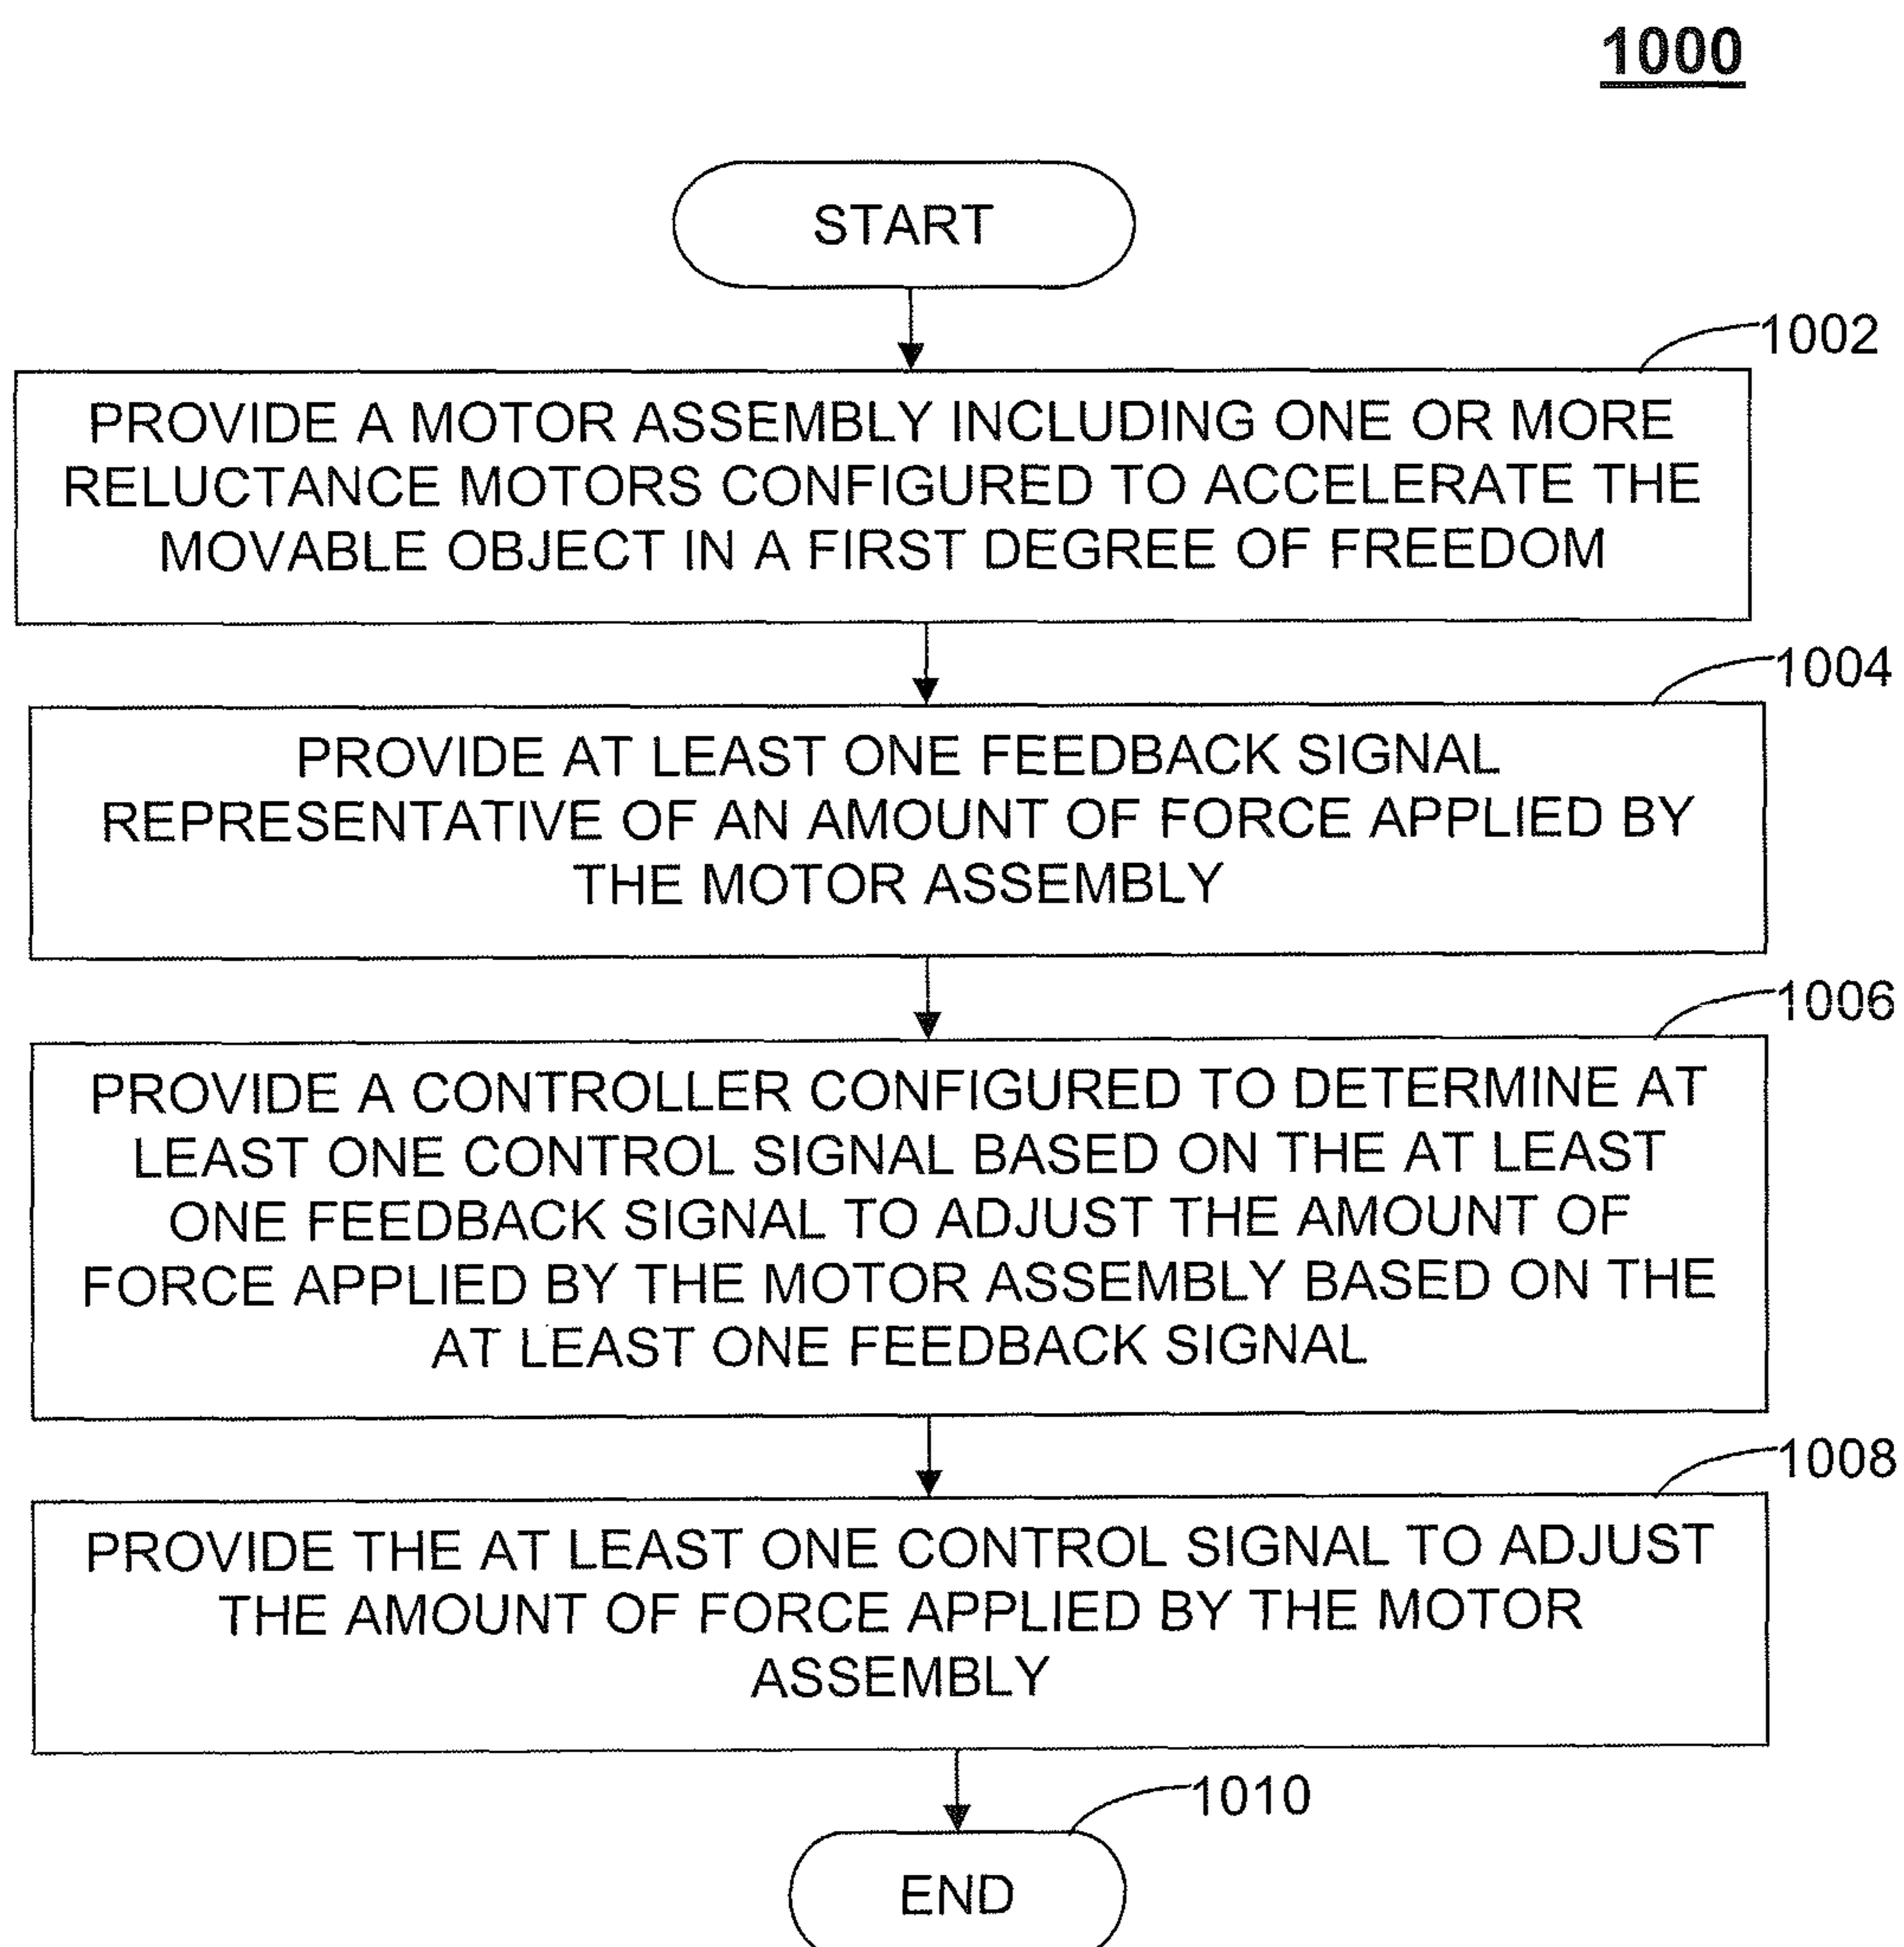 1000
START
1002
PROVIDE A MOTOR ASSEMBLY INCLUDING ONE OR MORE
RELUCTANCE MOTORS CONFIGURED TO ACCELERATE THE
MOVABLE OBJECT IN A FIRST DEGREE OF FREEDOM
1004
PROVIDE AT LEAST ONE FEEDBACK SIGNAL
REPRESENTATIVE OF AN AMOUNT OF FORCE APPLIED BY
THE MOTOR ASSEMBLY
1006
PROVIDE A CONTROLLER CONFIGURED TO DETERMINE AT
LEAST ONE CONTROL SIGNAL BASED ON THE AT LEAST
ONE FEEDBACK SIGNAL TO ADJUST THE AMOUNT OF
FORCE APPLIED BY THE MOTOR ASSEMBLY BASED ON THE
AT LEAST ONE FEEDBACK SIGNAL
1008
PROVIDE THE AT LEAST ONE CONTROL SIGNAL TO ADJUST
THE AMOUNT OF FORCE APPLIED BY THE MOTOR
ASSEMBLY
1010
END